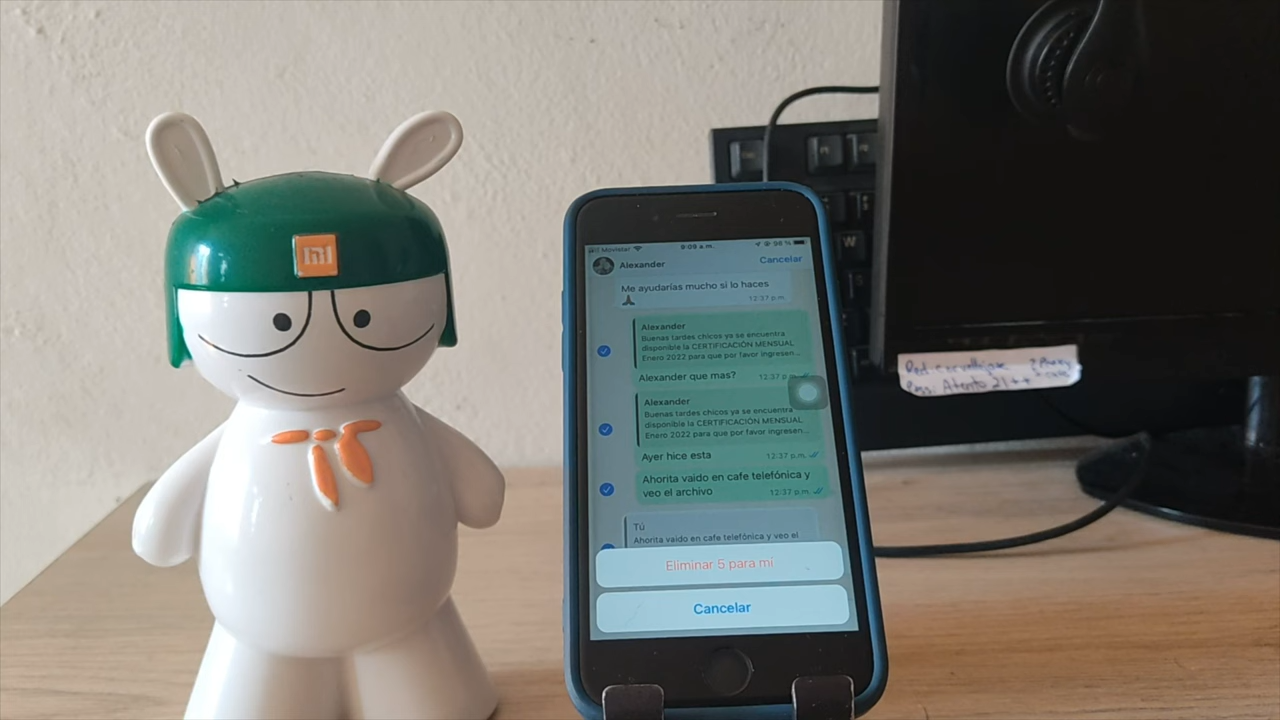 mi
Movistar
9:09 a.m.
98 %
Alexander
Cancelar
Me ayudarías mucho si lo haces
🙏
12:37 p.m.
Alexander
Buenas tardes chicos ya se encuentra
disponible la CERTIFICACIÓN MENSUAL
Enero 2022 para que por favor ingresen...
Alexander que mas?
12:37 p.m.
Alexander
Buenas tardes chicos ya se encuentra
disponible la CERTIFICACIÓN MENSUAL
Enero 2022 para que por favor ingresen...
Ayer hice esta
12:37 p.m.
Ahorita vaido en cafe telefónica y
veo el archivo
12:37 p.m.
Tú
Ahorita vaido en cafe telefónica y veo el
Eliminar 5 para mí
Cancelar
W
S